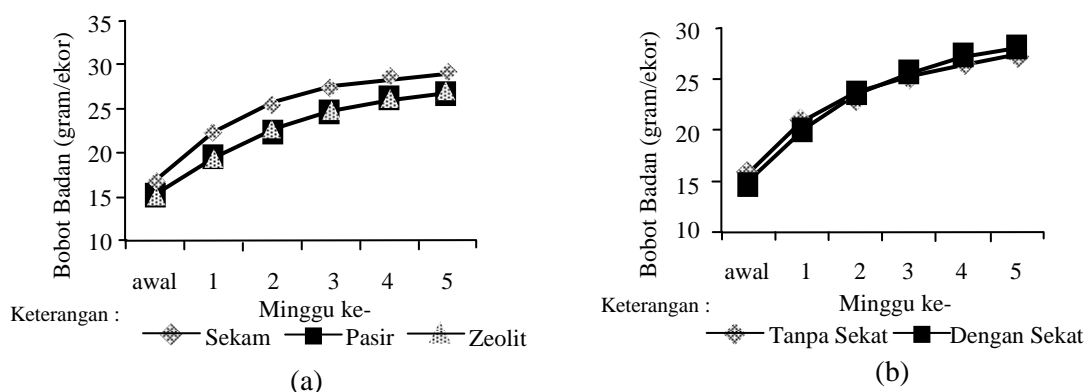 Bobot Badan (gram/ekor)
35
30
25
20
15
10
awal 1 2 3 4 5
Minggu ke-
Keterangan :
Sekam Pasir Zeolit
(a)
Bobot Badan (gram/ekor)
30
25
20
15
10
awal 1 2 3 4 5
Minggu ke-
Keterangan :
Tanpa Sekat Dengan Sekat
(b)